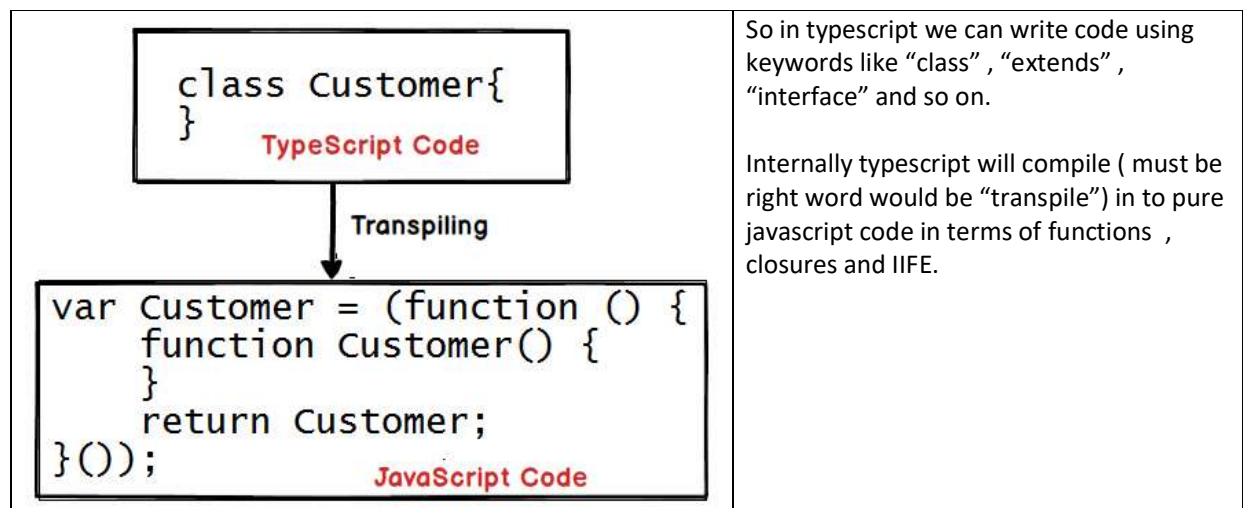 class Customer{
}
TypeScript Code
Transpiling
var Customer = (function () {
    function Customer() {
    }
    return Customer;
}());
JavaScript Code
So in typescript we can write code using
keywords like “class” , “extends” ,
“interface” and so on.
Internally typescript will compile ( must be
right word would be “transpile”) in to pure
javascript code in terms of functions ,
closures and IIFE.